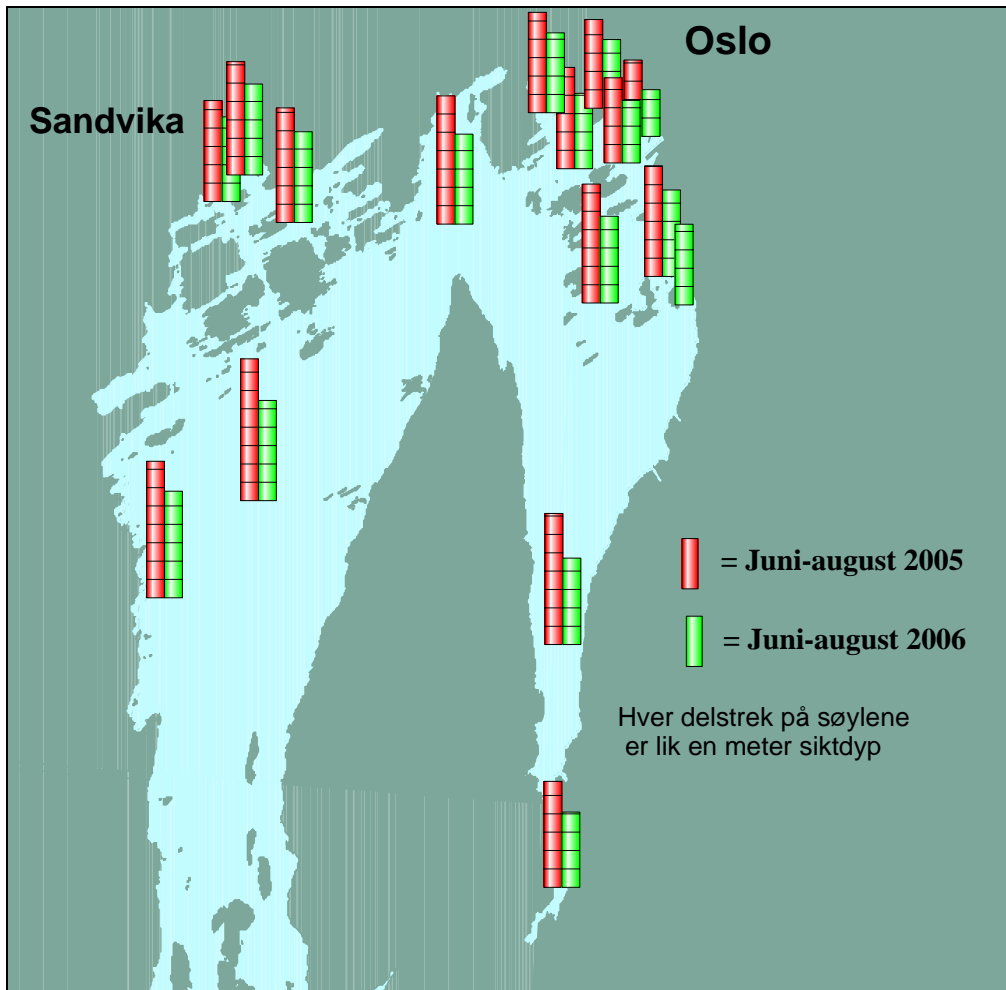 Oslo
Sandvika
= Juni-august 2005
= Juni-august 2006
Hver delstrek på søylene
er lik en meter siktdyp